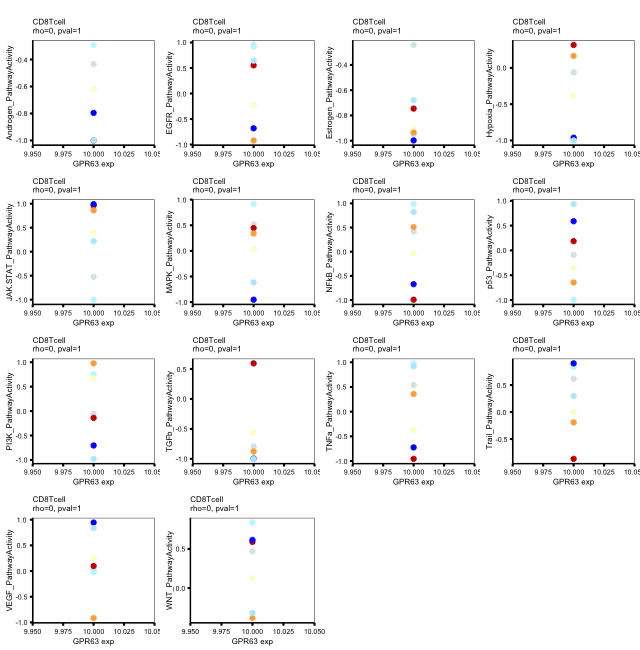 CD8Tcell
rho=0, pval=1
Androgen_PathwayActivity
-0.4
-0.6
-0.8
-1.0
9.950 9.975 10.000 10.025 10.05
GPR63 exp
CD8Tcell
rho=0, pval=1
EGFR_PathwayActivity
1.0
0.5
0.0
-0.5
-1.0
9.950 9.975 10.000 10.025 10.05
GPR63 exp
CD8Tcell
rho=0, pval=1
Estrogen_PathwayActivity
-0.4
-0.6
-0.8
-1.0
9.950 9.975 10.000 10.025 10.05
GPR63 exp
CD8Tcell
rho=0, pval=1
Hypoxia_PathwayActivity
0.0
-0.5
-1.0
9.950 9.975 10.000 10.025 10.05
GPR63 exp
CD8Tcell
rho=0, pval=1
JAK.STAT_PathwayActivity
1.0
0.5
0.0
-0.5
-1.0
9.950 9.975 10.000 10.025 10.05
GPR63 exp
CD8Tcell
rho=0, pval=1
MAPK_PathwayActivity
1.0
0.5
0.0
-0.5
-1.0
9.950 9.975 10.000 10.025 10.05
GPR63 exp
CD8Tcell
rho=0, pval=1
NFkB_PathwayActivity
1.0
0.5
0.0
-0.5
-1.0
9.950 9.975 10.000 10.025 10.05
GPR63 exp
CD8Tcell
rho=0, pval=1
p53_PathwayActivity
1.0
0.5
0.0
-0.5
-1.0
9.950 9.975 10.000 10.025 10.05
GPR63 exp
CD8Tcell
rho=0, pval=1
PI3K_PathwayActivity
1.0
0.5
0.0
-0.5
-1.0
9.950 9.975 10.000 10.025 10.05
GPR63 exp
CD8Tcell
rho=0, pval=1
TGFb_PathwayActivity
0.5
0.0
-0.5
-1.0
9.950 9.975 10.000 10.025 10.05
GPR63 exp
CD8Tcell
rho=0, pval=1
TNFa_PathwayActivity
1.0
0.5
0.0
-0.5
-1.0
9.950 9.975 10.000 10.025 10.05
GPR63 exp
CD8Tcell
rho=0, pval=1
Trail_PathwayActivity
0.5
0.0
-0.5
9.950 9.975 10.000 10.025 10.05
GPR63 exp
CD8Tcell
rho=0, pval=1
VEGF_PathwayActivity
1.0
0.5
0.0
-0.5
-1.0
9.950 9.975 10.000 10.025 10.05
GPR63 exp
CD8Tcell
rho=0, pval=1
WNT_PathwayActivity
0.5
0.0
9.950 9.975 10.000 10.025 10.050
GPR63 exp